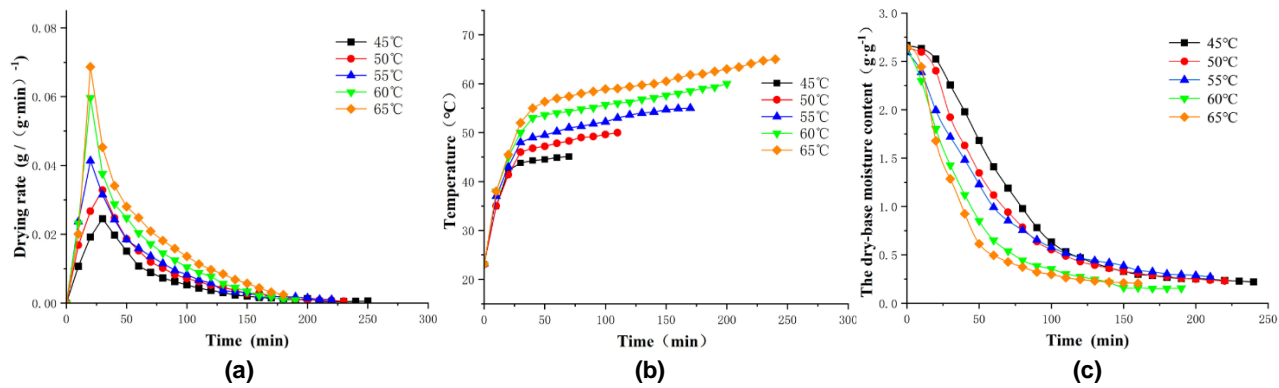 Drying rate (g /（g·min）-1)
0.08
0.06
0.04
0.02
0.00
45℃
50℃
55℃
60℃
65℃
0 50 100 150 200 250 300
Time (min)
(a)
Temperature（℃）
80
70
60
50
40
30
20
45℃
50℃
55℃
60℃
65℃
0 50 100 150 200 250
Time（min）
(b)
The dry-base moisture content（g·g-1)
3.0
2.5
2.0
1.5
1.0
0.5
0.0
45℃
50℃
55℃
60℃
65℃
0 50 100 150 200 250
Time (min)
(c)